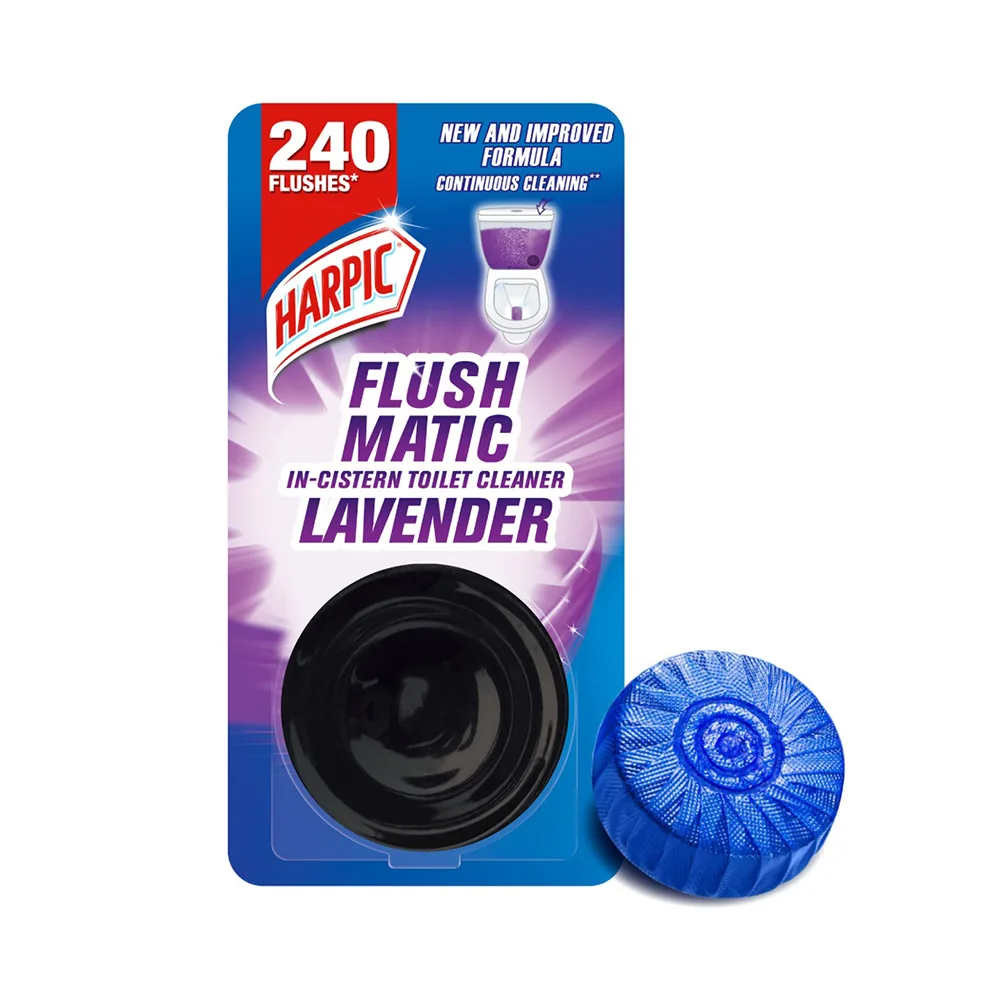 240
FLUSHES*
NEW AND IMPROVED
FORMULA
CONTINUOUS CLEANING**
HARPIC
FLUSH
MATIC
IN-CISTERN TOILET CLEANER
LAVENDER